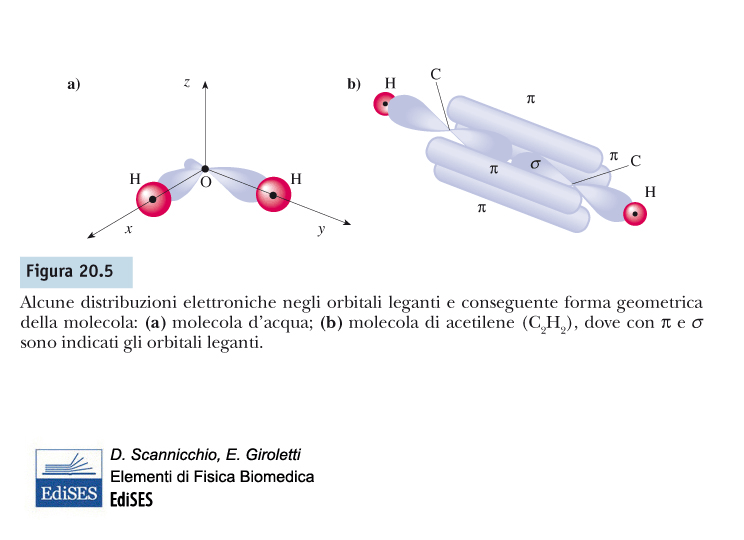 a)
z
H
O
H
x
y
b)
H
C
π
π
C
π
σ
H
π
Figura 20.5
Alcune distribuzioni elettroniche negli orbitali leganti e conseguente forma geometrica
della molecola: (a) molecola d'acqua; (b) molecola di acetilene (C₂H₂), dove con π e σ
sono indicati gli orbitali leganti.
EdiSES
D. Scannicchio, E. Giroletti
Elementi di Fisica Biomedica
EdiSES